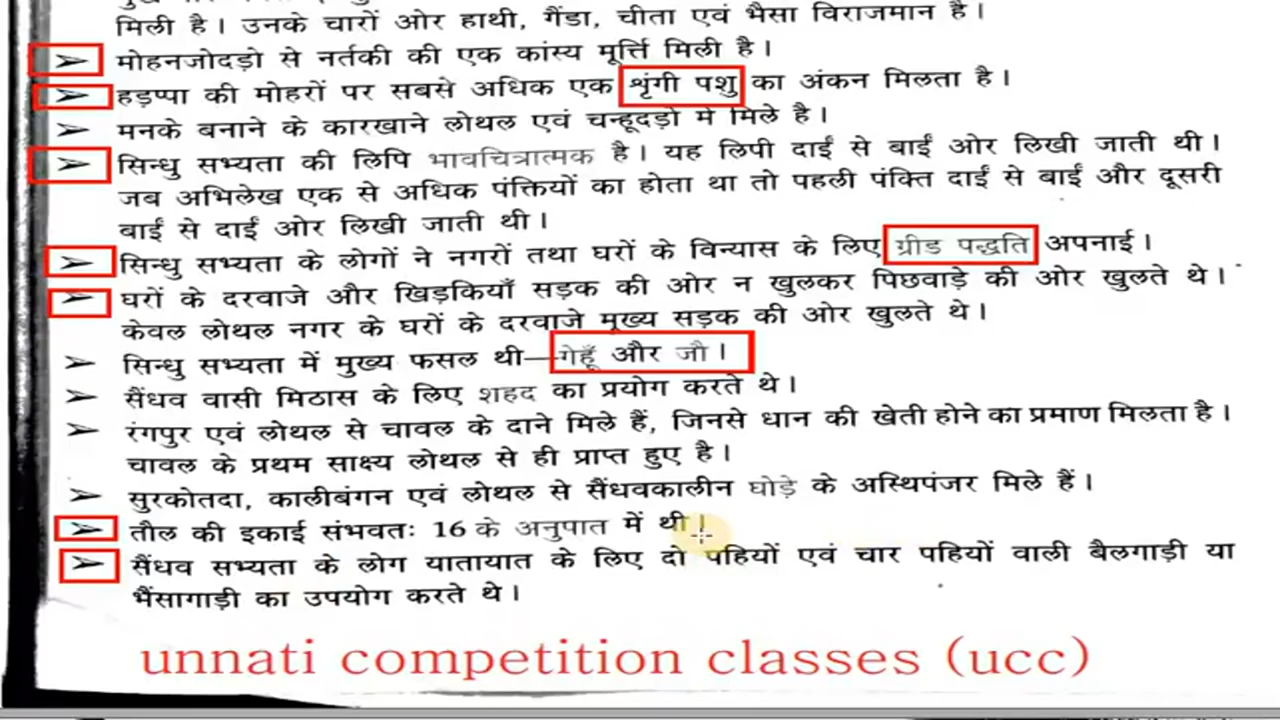 मिली है। उनके चारों ओर हाथी, गैंडा, चीता एवं भैसा विराजमान है।
➢ मोहनजोदड़ो से नर्तकी की एक कांस्य मूर्त्ति मिली है।
➢ हड़प्पा की मोहरों पर सबसे अधिक एक शृंगी पशु का अंकन मिलता है।
➢ मनके बनाने के कारखाने लोथल एवं चन्हूदड़ो मे मिले है।
➢ सिन्धु सभ्यता की लिपि भावचित्रात्मक है। यह लिपी दाईं से बाईं ओर लिखी जाती थी।
जब अभिलेख एक से अधिक पंक्तियों का होता था तो पहली पंक्ति दाईं से बाईं और दूसरी
बाईं से दाईं ओर लिखी जाती थी।
➢ सिन्धु सभ्यता के लोगों ने नगरों तथा घरों के विन्यास के लिए ग्रीड पद्धति अपनाई।
➢ घरों के दरवाजे और खिड़कियाँ सड़क की ओर न खुलकर पिछवाड़े की ओर खुलते थे।
केवल लोथल नगर के घरों के दरवाजे मूख्य सड़क की ओर खुलते थे।
➢ सिन्धु सभ्यता में मुख्य फसल थी—गेहूँ और जौ।
➢ सैंधव वासी मिठास के लिए शहद का प्रयोग करते थे।
➢ रंगपुर एवं लोथल से चावल के दाने मिले हैं, जिनसे धान की खेती होने का प्रमाण मिलता है।
चावल के प्रथम साक्ष्य लोथल से ही प्राप्त हुए है।
➢ सुरकोतदा, कालीबंगन एवं लोथल से सैंधवकालीन घोड़े के अस्थिपंजर मिले हैं।
➢ तौल की इकाई संभवतः 16 के अनुपात में थी।
➢ सैंधव सभ्यता के लोग यातायात के लिए दो पहियों एवं चार पहियों वाली बैलगाड़ी या
भैंसागाड़ी का उपयोग करते थे।
unnati competition classes (ucc)